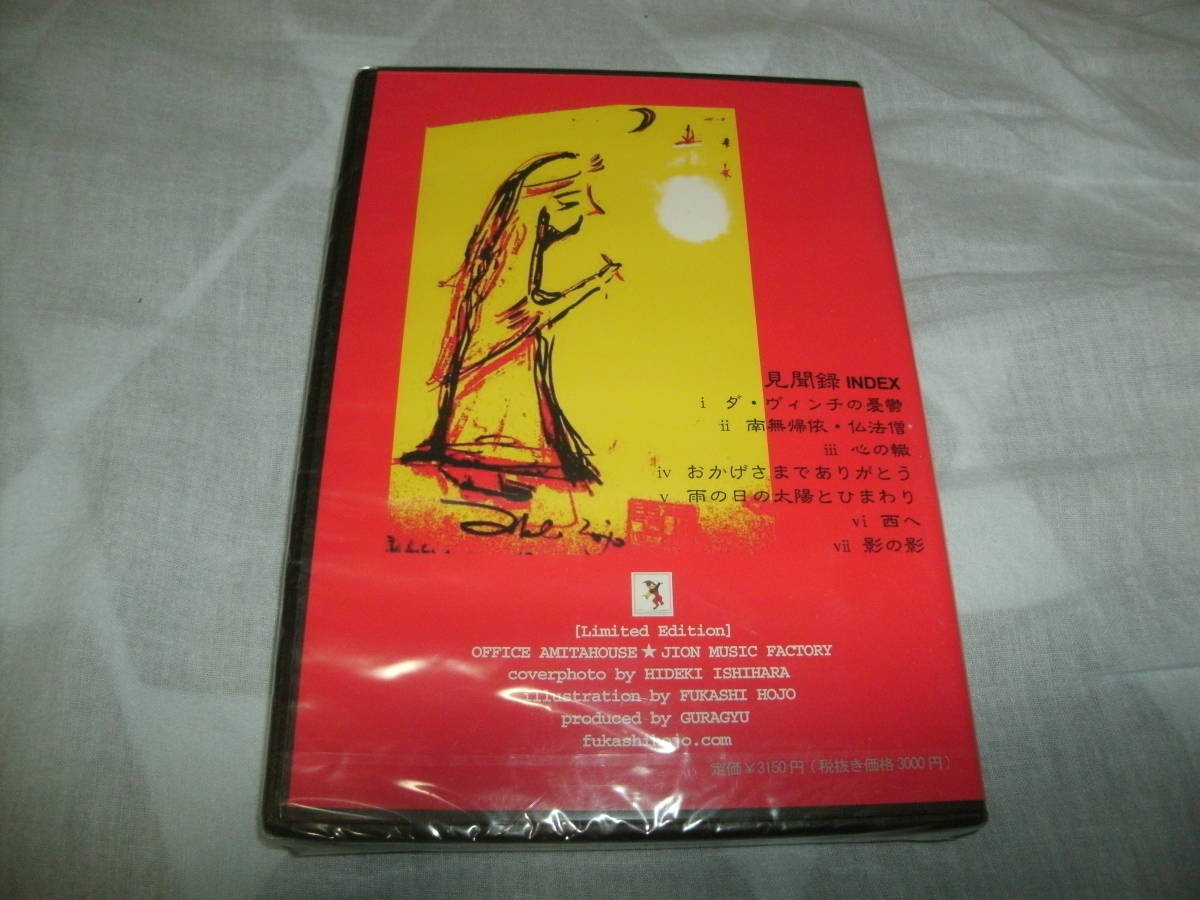 見聞録 INDEX
ⅰ ダ・ヴィンチの憂鬱
ⅱ 南無帰依・仏法僧・
ⅲ 心の轍
ⅳ おかげさまでありがとう
ⅴ 雨の日の太陽とひまわり
ⅵ 西へ
ⅶ 影の影
[Limited Edition]
OFFICE AMITAHOUSE★JION MUSIC FACTORY
coverphoto by HIDEKI ISHIHARA
illustration by FUKASHI HOJO
produced by GURAGYU
fukashihojo.com
定価¥3150円(税抜き価格3000円)